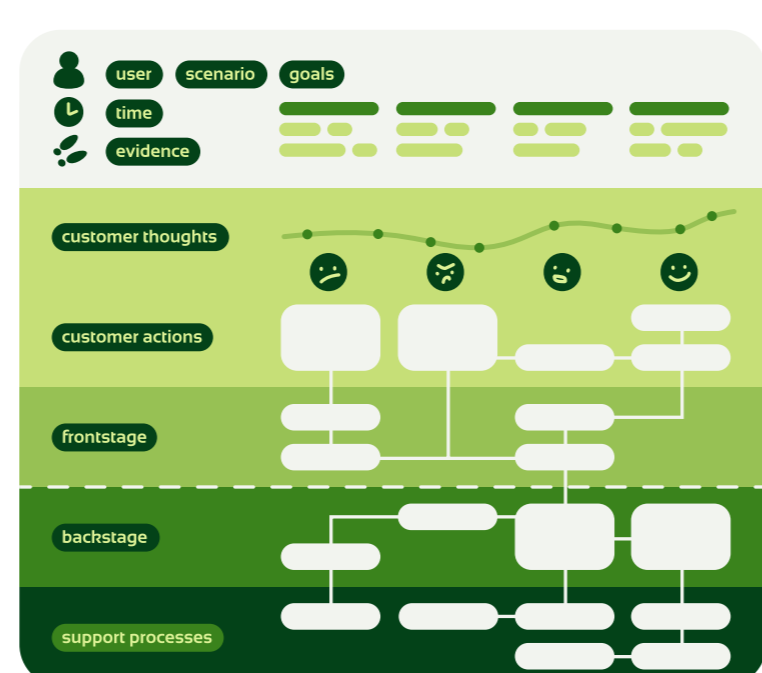 user scenario goals
time
evidence
customer thoughts
customer actions
frontstage
backstage
support processes